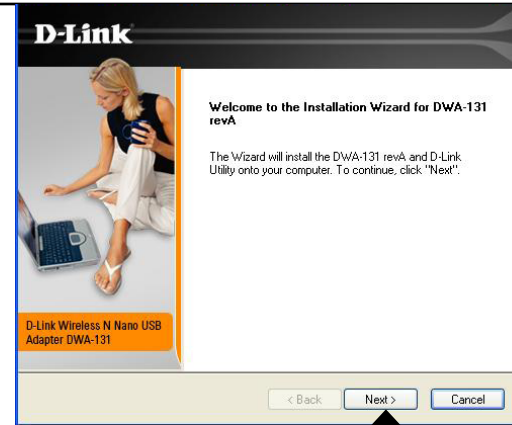 D-Link
Welcome to the Installation Wizard for DWA-131
revA
The Wizard will install the DWA-131 revA and D-Link
Utility onto your computer. To continue, click "Next".
D-Link Wireless N Nano USB
Adapter DWA-131
< Back Next > Cancel